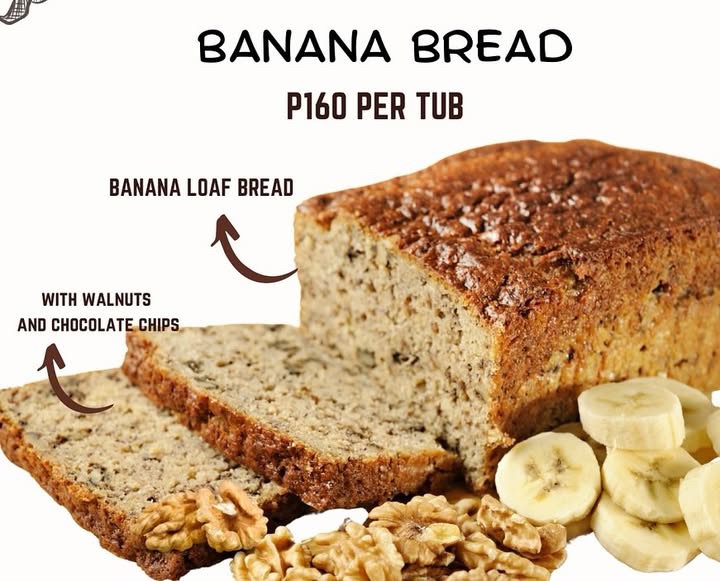 BANANA BREAD
P160 PER TUB
BANANA LOAF BREAD
WITH WALNUTS
AND CHOCOLATE CHIPS